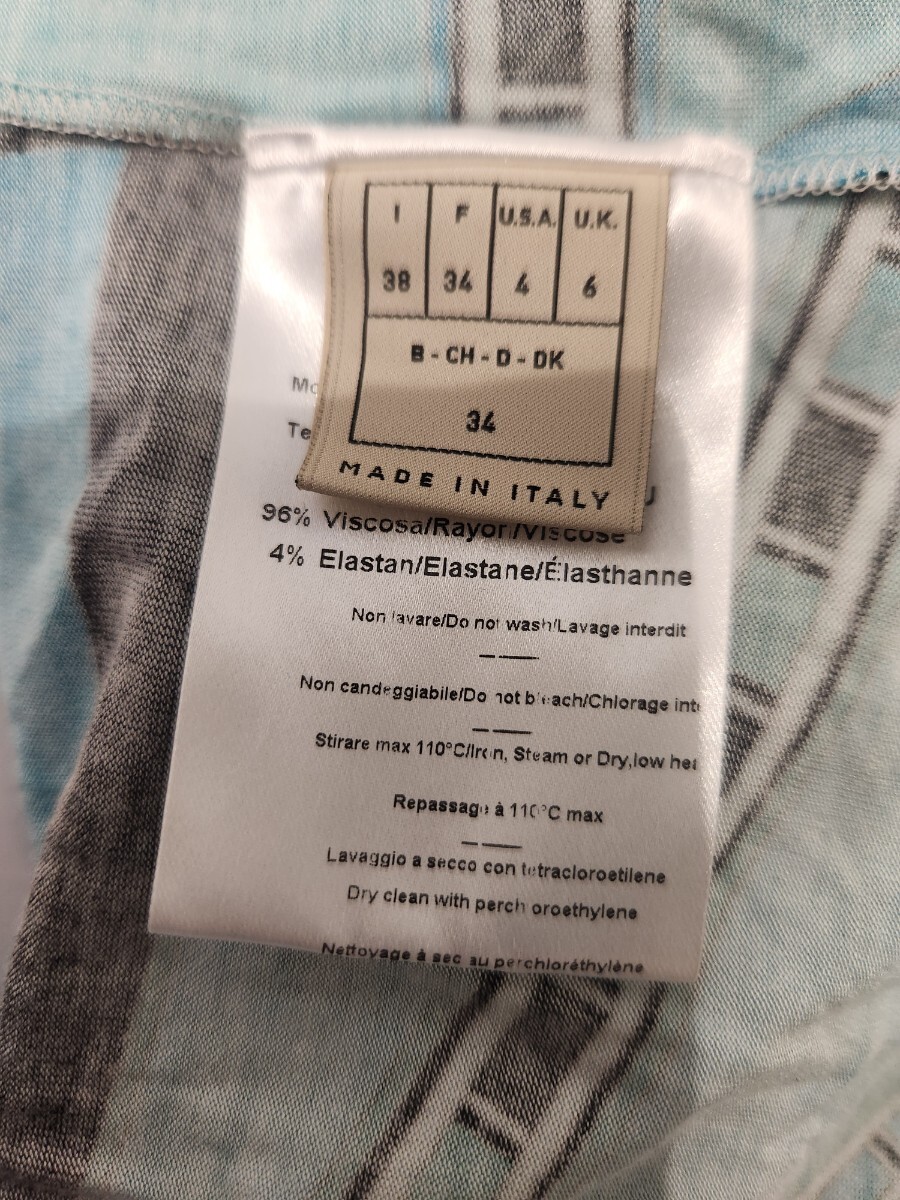 I F U.S.A. U.K.
38 34 4 6
B - CH - D - DK
34
MADE IN ITALY
96% Viscosa/Rayon/Viscose
4% Elastan/Elastane/Élasthanne
Non lavare/Do not wash/Lavage interdit
Non candeggiabile/Do not bleach/Chlorage
Stirare max 110°C/Iron, Steam or Dry,low
Repassage à 110°C max
Lavaggio a secco con tetracloroetilene
Dry clean with perchloroethylene
Nettoyage à sec au perchloréthylène